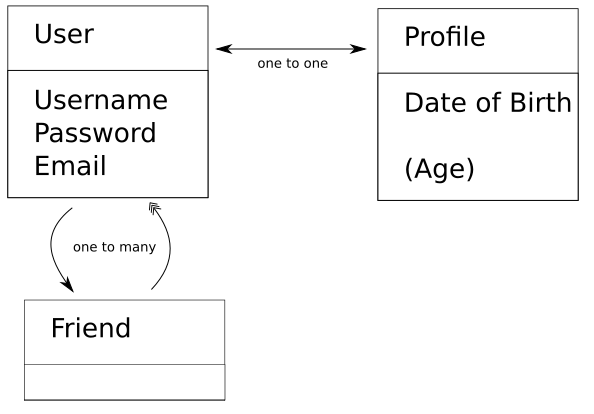 User
Username
Password
Email
one to one
Profile
Date of Birth
(Age)
one to many
Friend